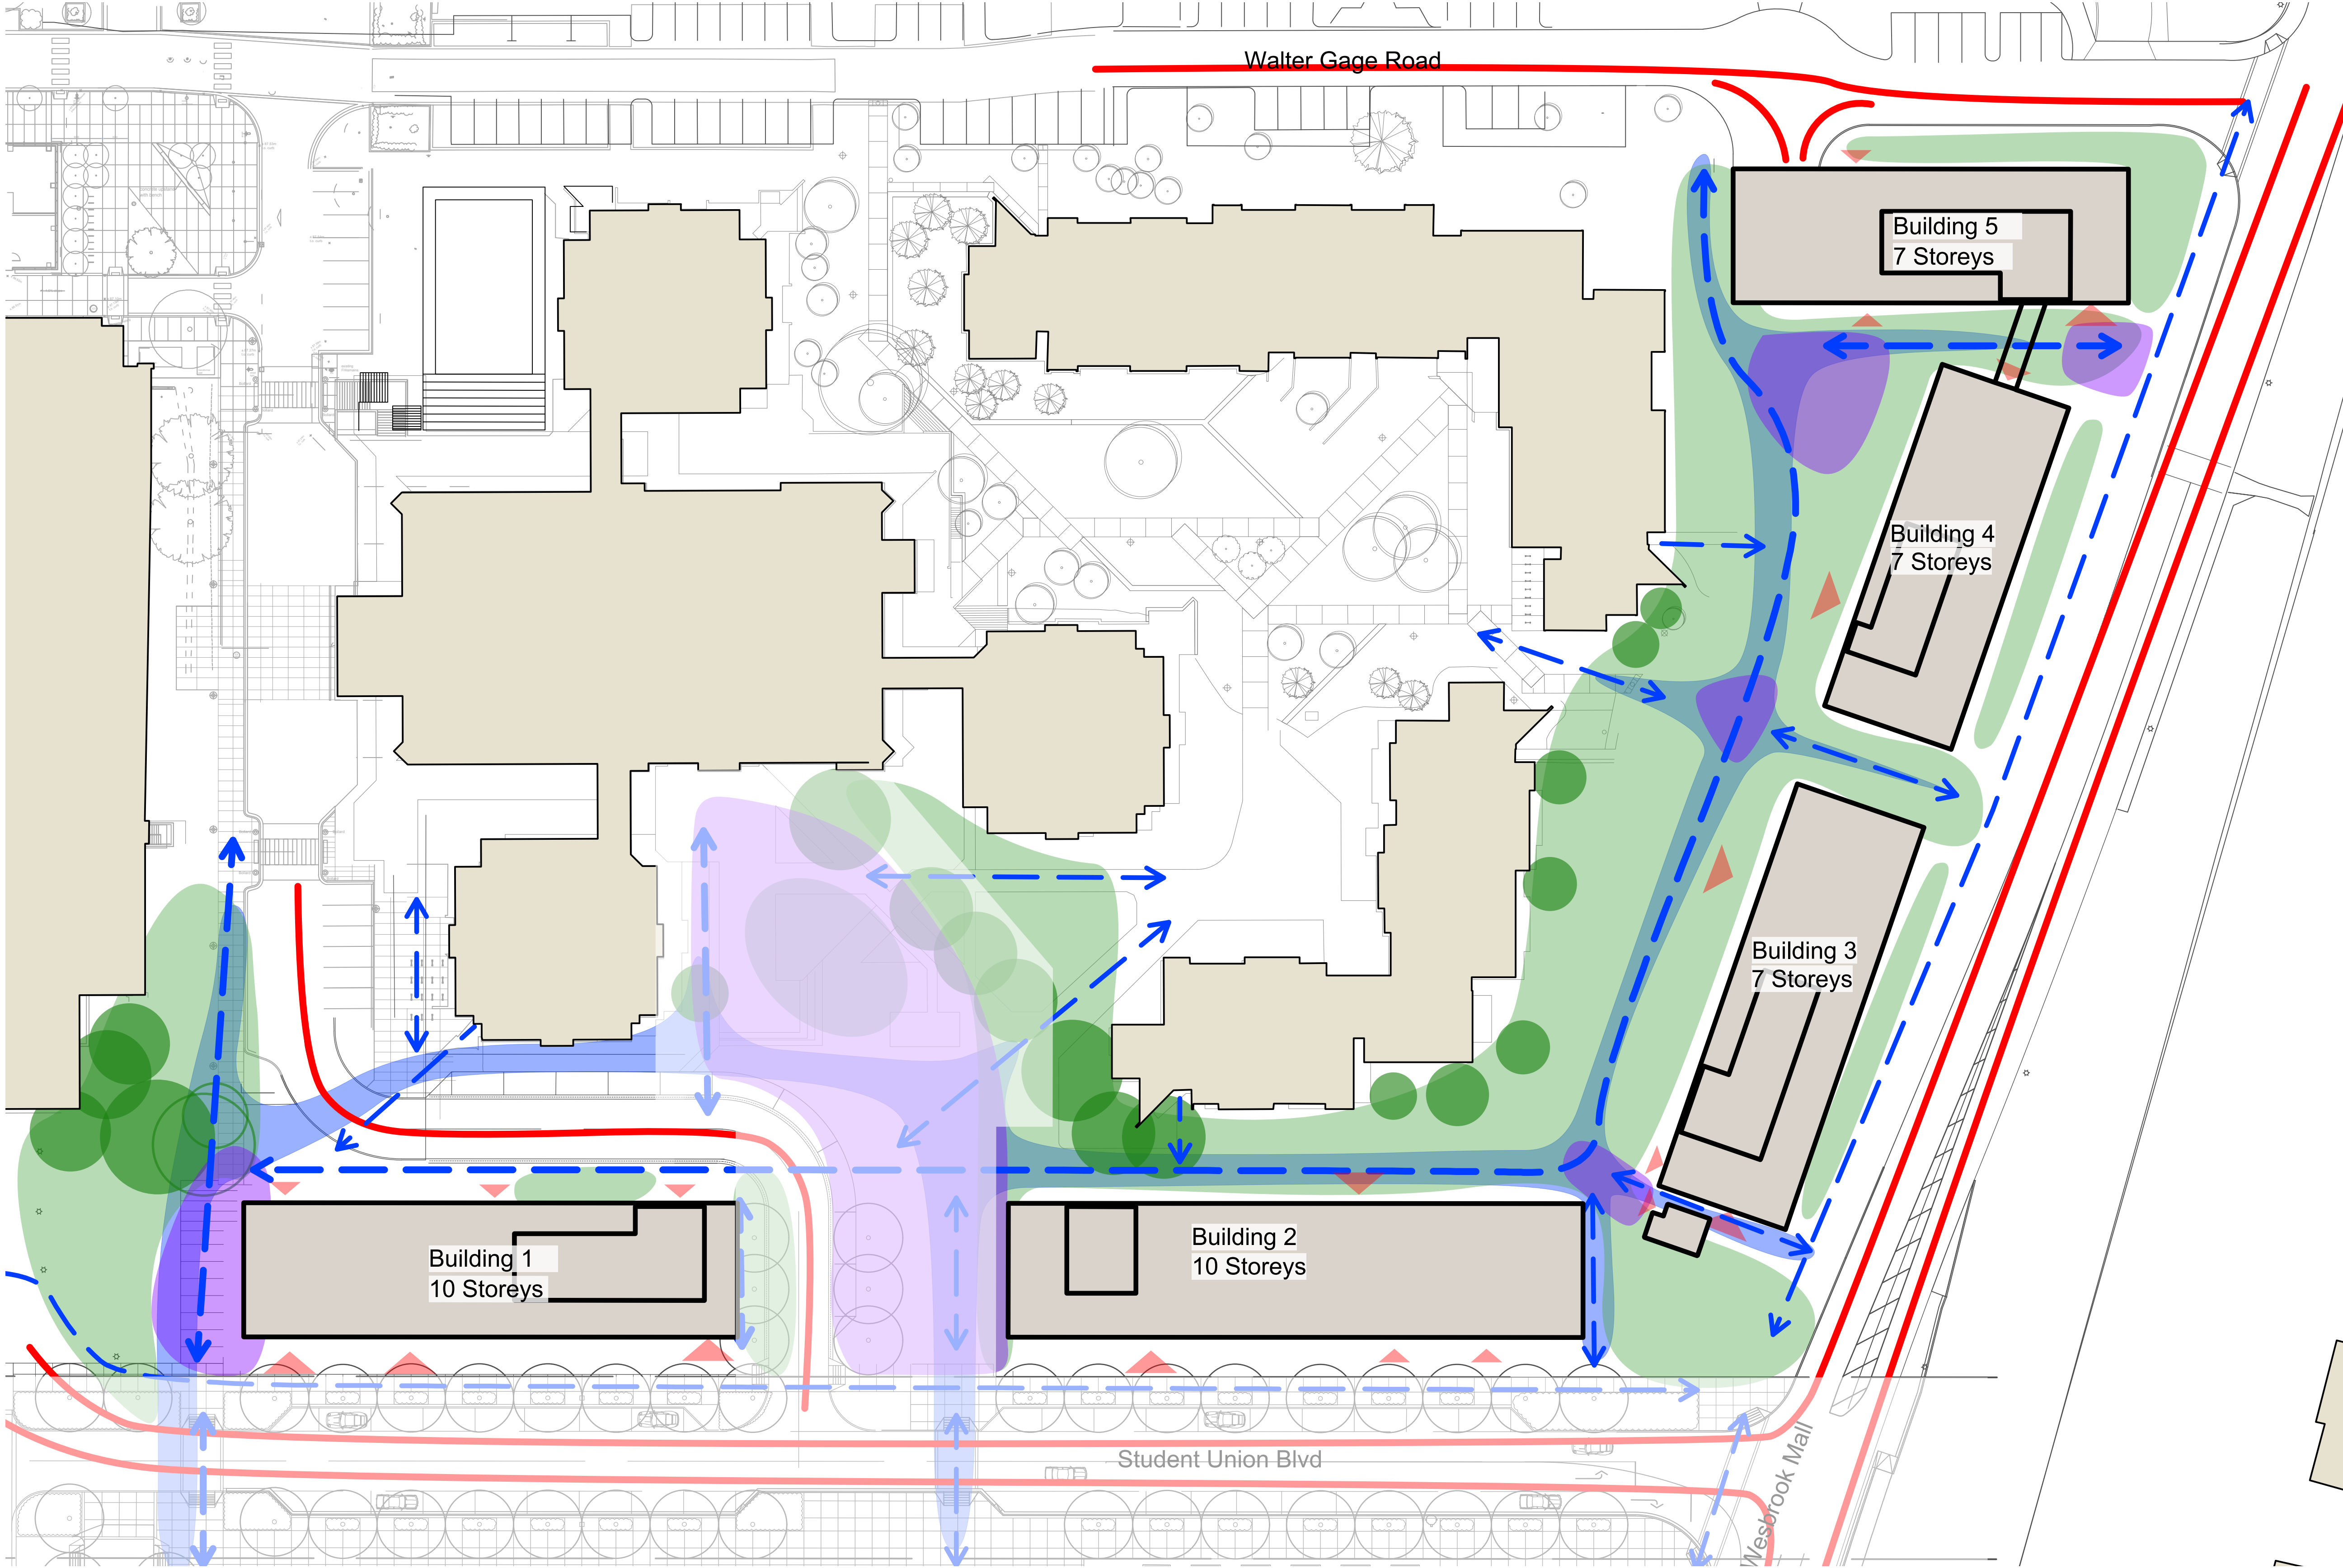 Walter Gage Road
Building 5
7 Storeys
Building 4
7 Storeys
Building 3
7 Storeys
Building 2
10 Storeys
Building 1
10 Storeys
Student Union Blvd
Wesbrook Mall